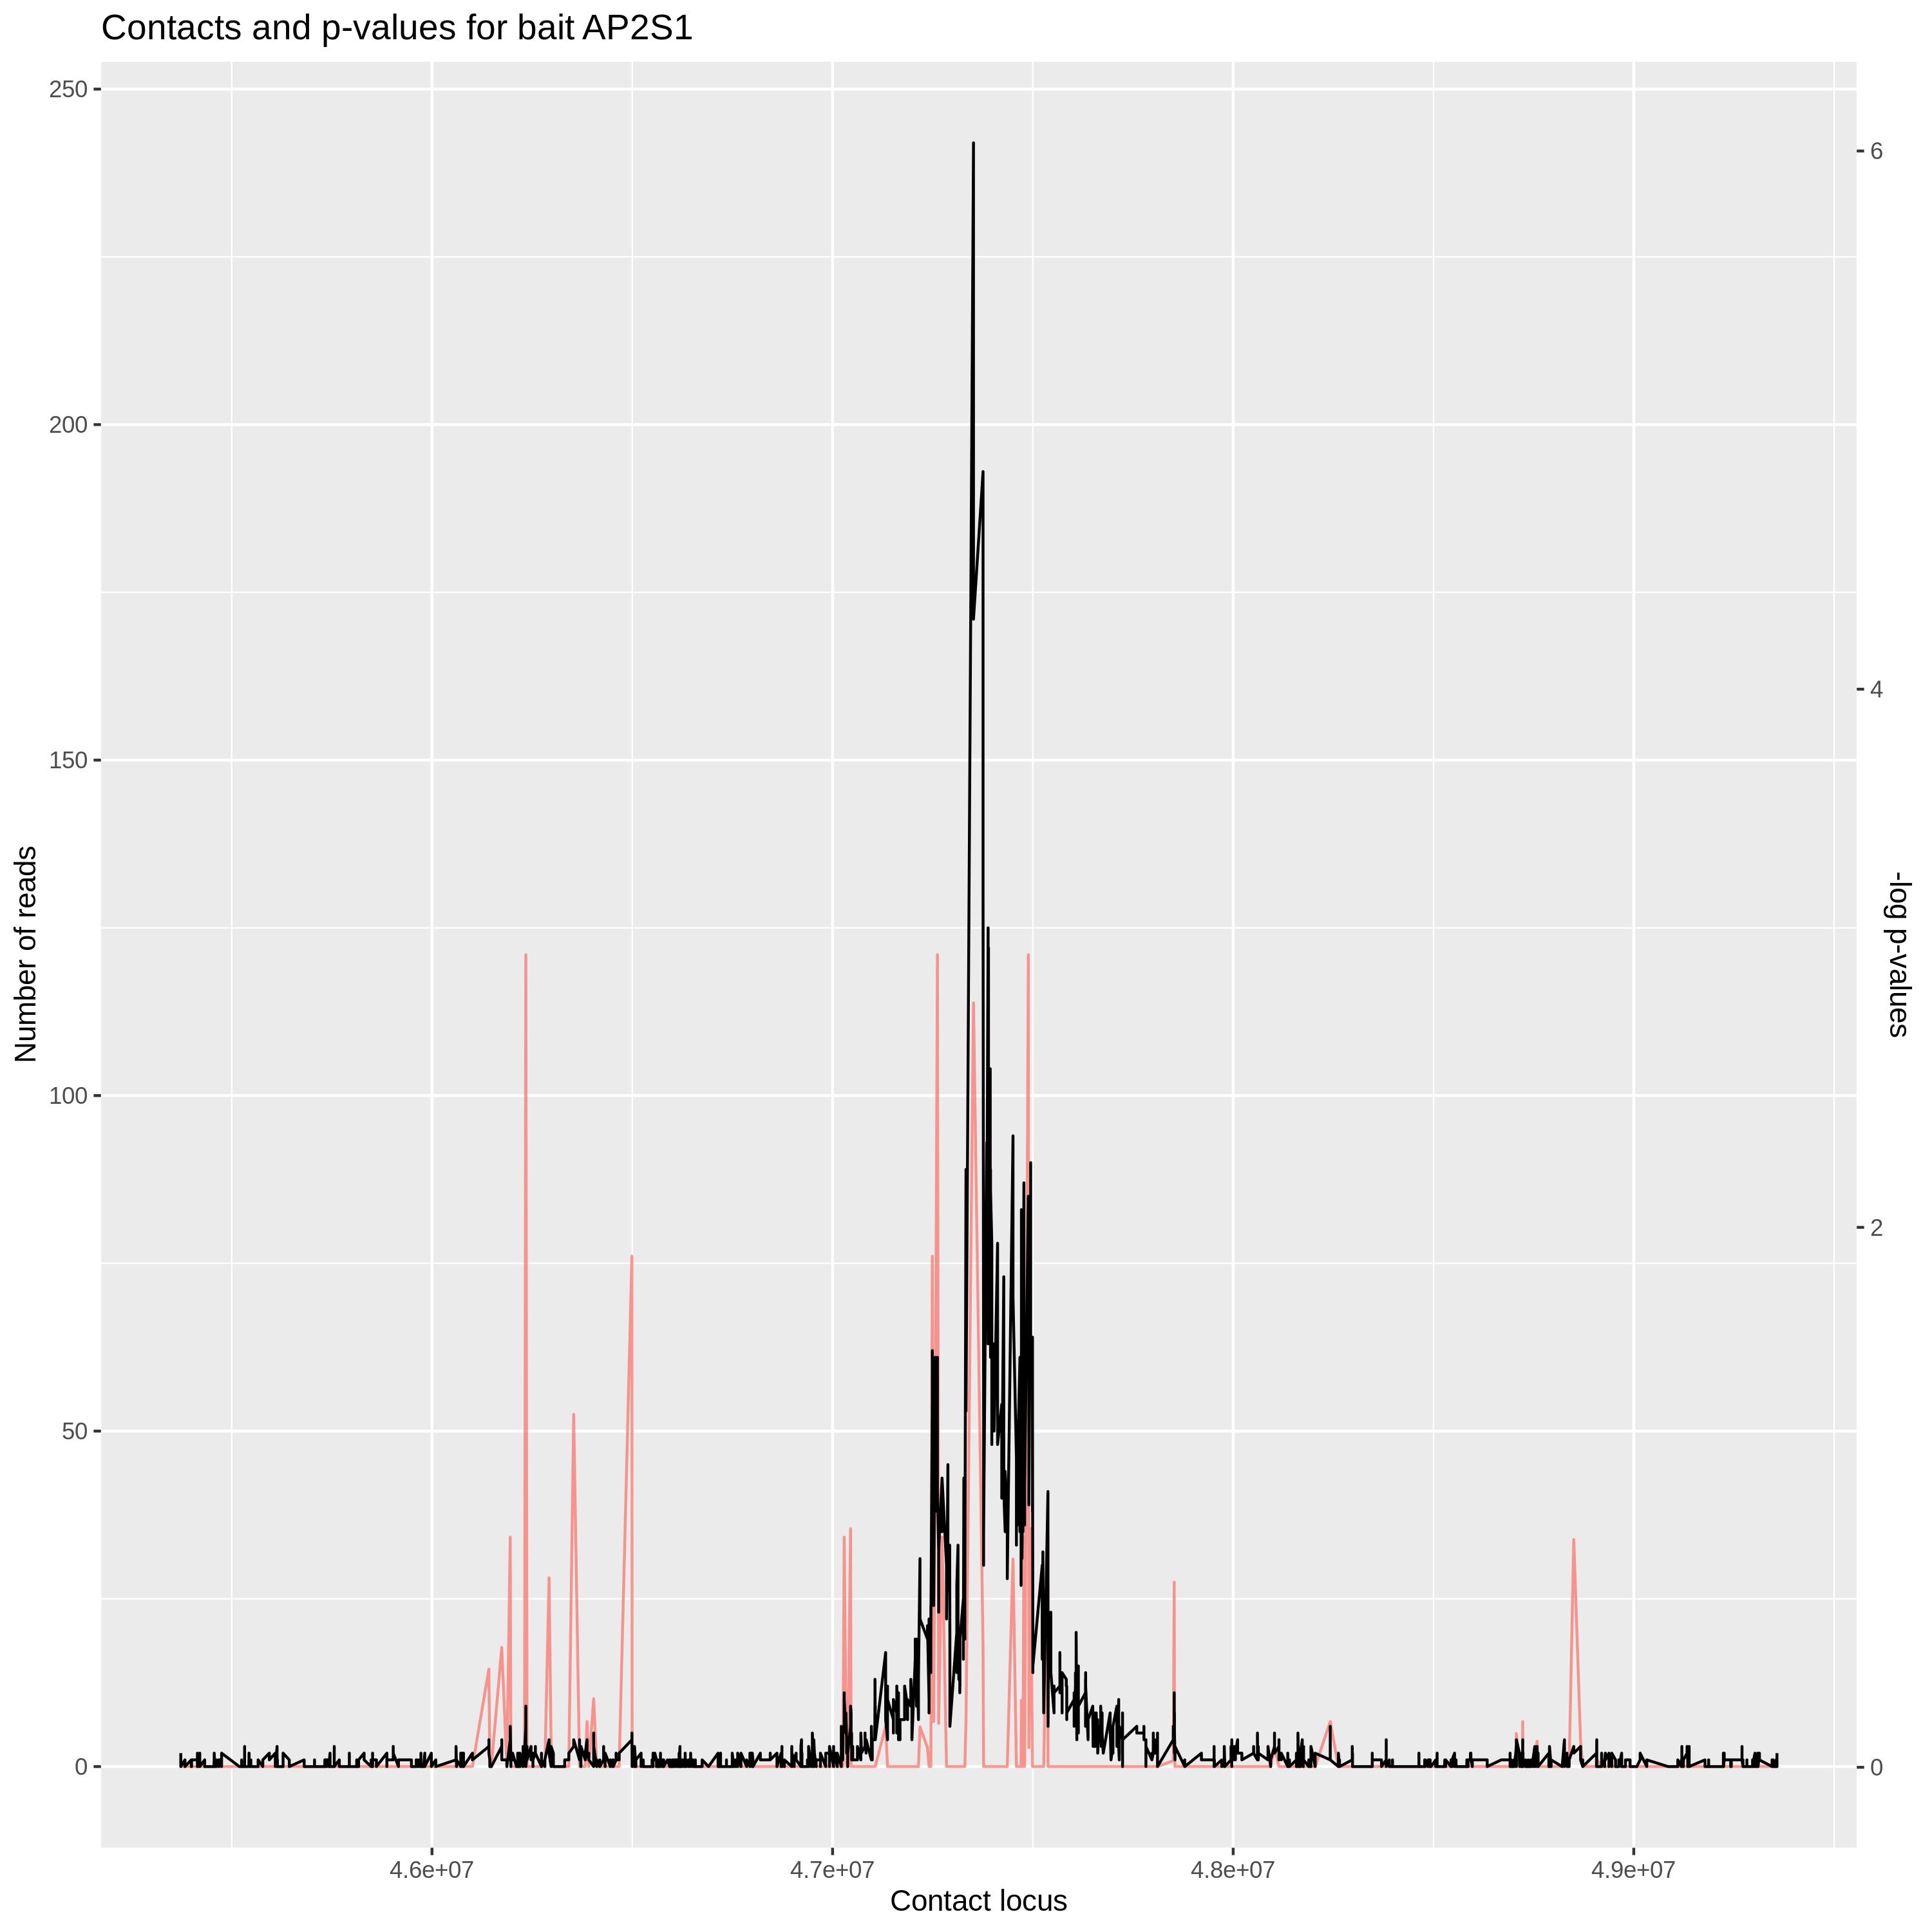 Contacts and p-values for bait AP2S1
250
200
150
100
50
0
Number of reads
6
4
2
0
-log p-values
4.6e+07 4.7e+07 4.8e+07 4.9e+07
Contact locus